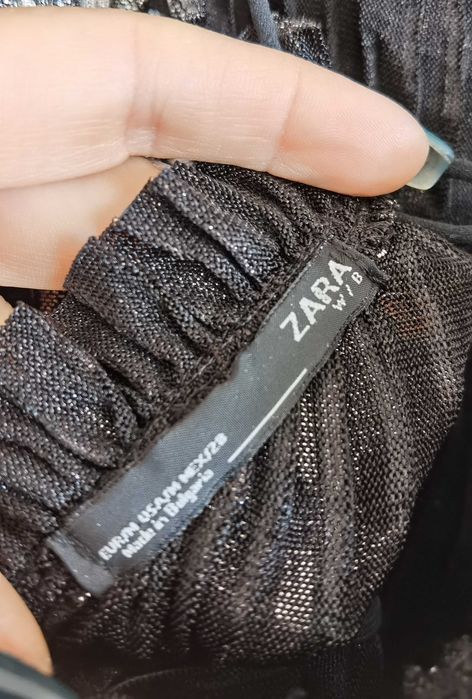 ZARA
W / B
EUR/M USA/M MEX/28
Made in Bulgaria